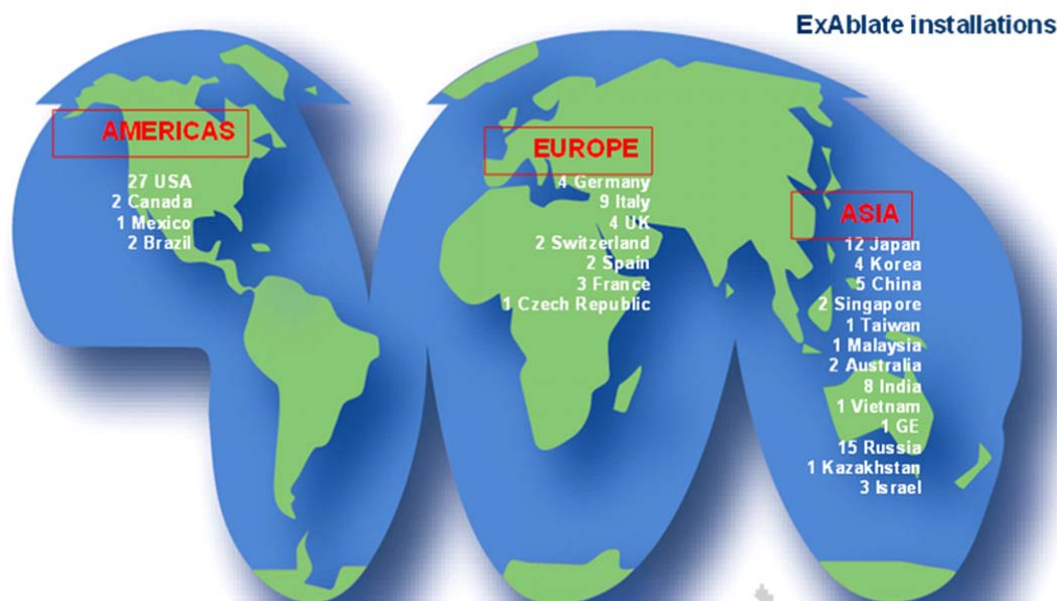 ExAblate installations
AMERICAS
27 USA
2 Canada
1 Mexico
2 Brazil
EUROPE
4 Germany
9 Italy
4 UK
2 Switzerland
2 Spain
3 France
1 Czech Republic
ASIA
12 Japan
4 Korea
5 China
2 Singapore
1 Taiwan
1 Malaysia
2 Australia
8 India
1 Vietnam
1 GE
15 Russia
1 Kazakhstan
3 Israel